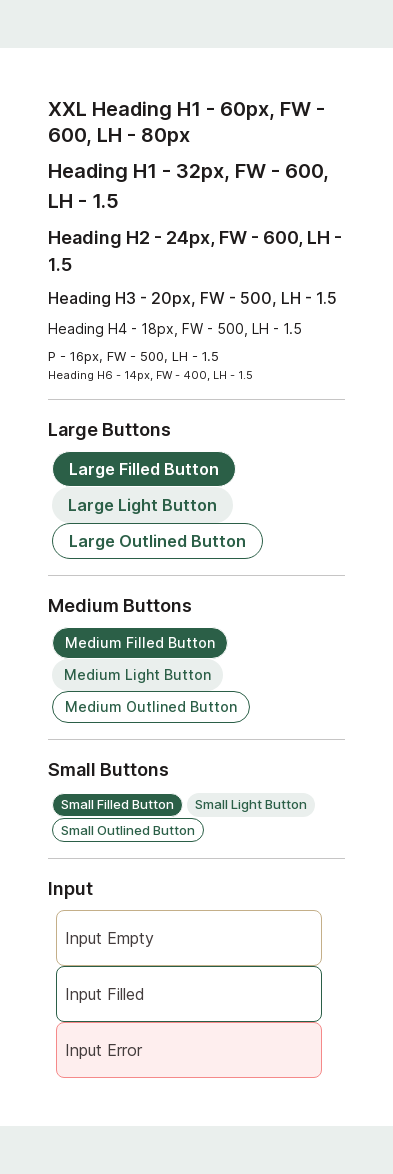 XXL Heading H1 - 60px, FW -
600, LH - 80px
Heading H1 - 32px, FW - 600,
LH - 1.5
Heading H2 - 24px, FW - 600, LH -
1.5
Heading H3 - 20px, FW - 500, LH - 1.5
Heading H4 - 18px, FW - 500, LH - 1.5
P - 16px, FW - 500, LH - 1.5
Heading H6 - 14px, FW - 400, LH - 1.5
Large Buttons
Large Filled Button
Large Light Button
Large Outlined Button
Medium Buttons
Medium Filled Button
Medium Light Button
Medium Outlined Button
Small Buttons
Small Filled Button Small Light Button
Small Outlined Button
Input
Input Empty
Input Filled
Input Error